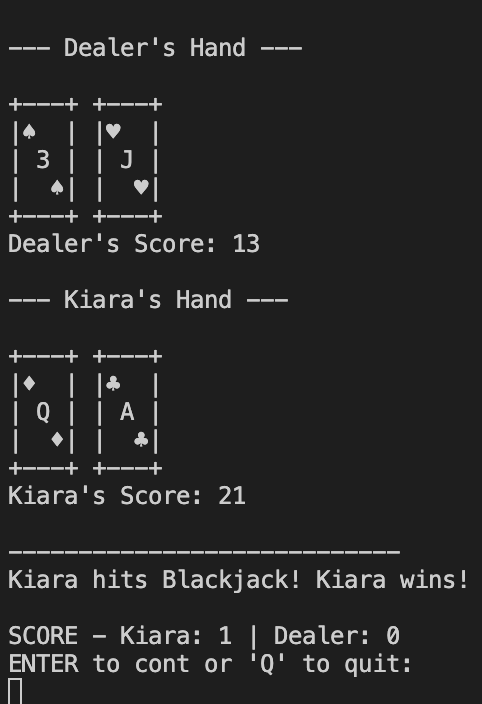 --- Dealer's Hand ---
+---+ +---+
|♠  | |♥  |
| 3 | | J |
|  ♠| |  ♥|
+---+ +---+
Dealer's Score: 13
--- Kiara's Hand ---
+---+ +---+
|♦  | |♣  |
| Q | | A |
|  ♦| |  ♣|
+---+ +---+
Kiara's Score: 21
----------------------------
Kiara hits Blackjack! Kiara wins!
SCORE - Kiara: 1 | Dealer: 0
ENTER to cont or 'Q' to quit: